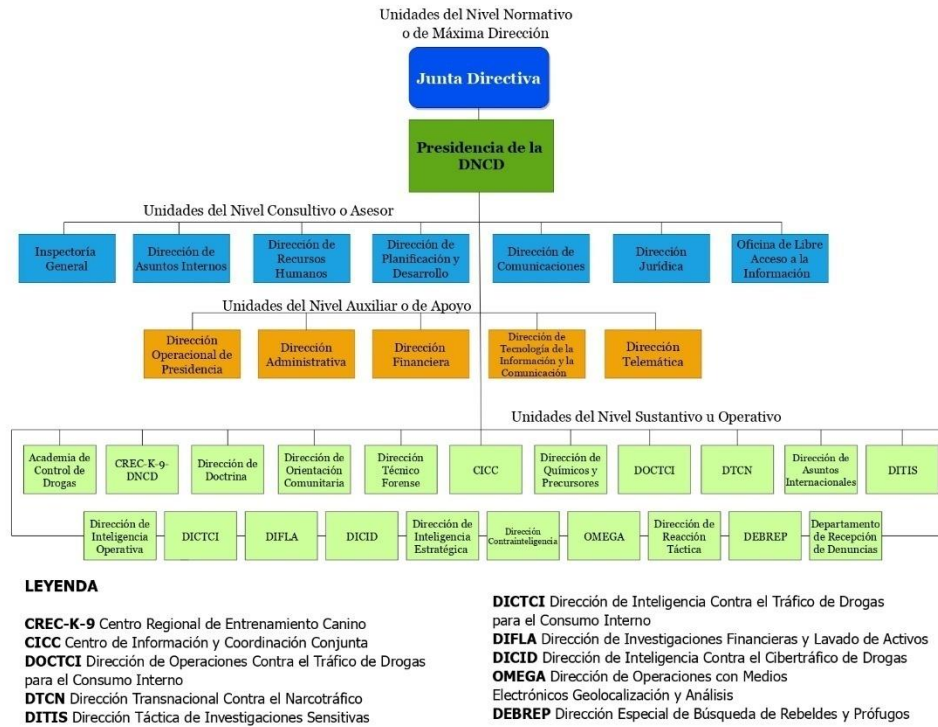 Unidades del Nivel Normativo
o de Máxima Dirección
Junta Directiva
Presidencia de la
DNCD
Unidades del Nivel Consultivo o Asesor
Inspectoría
General
Dirección de
Asuntos Internos
Dirección de
Recursos
Humanos
Dirección de
Planificación y
Desarrollo
Dirección de
Comunicaciones
Dirección
Jurídica
Oficina de Libre
Acceso a la
Información
Unidades del Nivel Auxiliar o de Apoyo
Dirección
Operacional de
Presidencia
Dirección
Administrativa
Dirección
Financiera
Dirección de
Tecnología de la
Información y la
Comunicación
Dirección
Telemática
Unidades del Nivel Sustantivo u Operativo
Academia de
Control de
Drogas
CREC-K-9-
DNCD
Dirección de
Doctrina
Dirección de
Orientación
Comunitaria
Dirección
Técnico
Forense
CICC
Dirección de
Químicos y
Precursores
DOCTCI
DTCN
Dirección de
Asuntos
Internacionales
DITIS
Dirección de
Inteligencia
Operativa
DICTCI
DIFLA
DICID
Dirección de
Inteligencia
Estratégica
Dirección
Contrainteligencia
OMEGA
Dirección de
Reacción
Táctica
DEBREP
Departamento
de Recepción
de Denuncias
LEYENDA
CREC-K-9 Centro Regional de Entrenamiento Canino
CICC Centro de Información y Coordinación Conjunta
DOCTCI Dirección de Operaciones Contra el Tráfico de Drogas
para el Consumo Interno
DTCN Dirección Transnacional Contra el Narcotráfico
DITIS Dirección Táctica de Investigaciones Sensitivas
DICTCI Dirección de Inteligencia Contra el Tráfico de Drogas
para el Consumo Interno
DIFLA Dirección de Investigaciones Financieras y Lavado de Activos
DICID Dirección de Inteligencia Contra el Cibertráfico de Drogas
OMEGA Dirección de Operaciones con Medios
Electrónicos Geolocalización y Análisis
DEBREP Dirección Especial de Búsqueda de Rebeldes y Prófugos